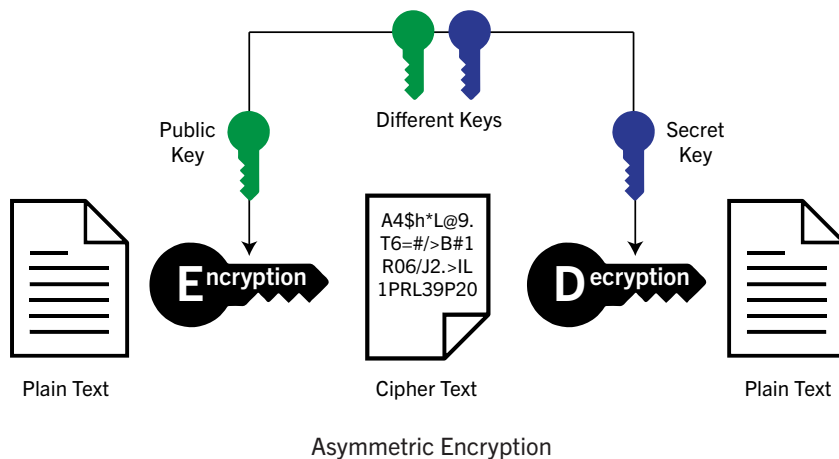 Different Keys
Public
Key
Secret
Key
A4$h*L@9.
T6=#/>B#1
R06/J2.>IL
1PRL39P20
Encryption
Decryption
Plain Text
Cipher Text
Plain Text
Asymmetric Encryption